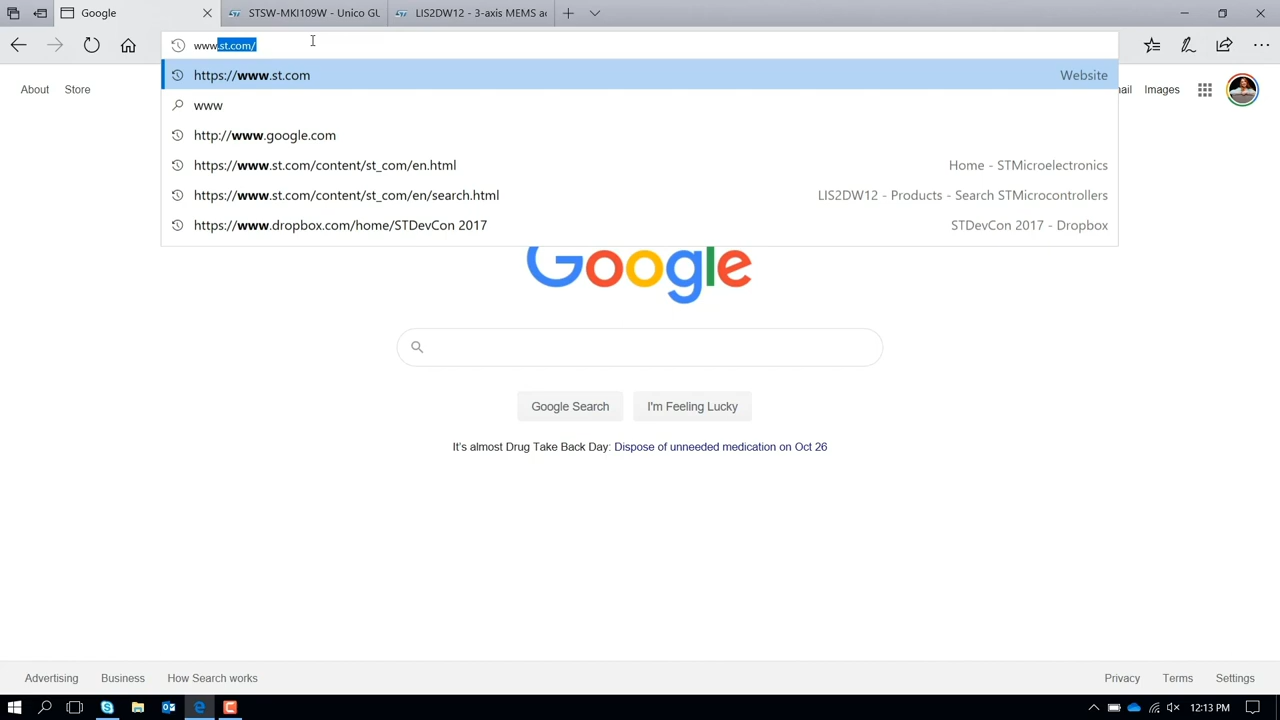 Google
STSW-MKI109W - Unico GU
LIS2DW12 - 3-axis MEMS ac
www.st.com/
https://www.st.com Website
www
http://www.google.com
https://www.st.com/content/st_com/en.html Home - STMicroelectronics
https://www.st.com/content/st_com/en/search.html LIS2DW12 - Products - Search STMicrocontrollers
https://www.dropbox.com/home/STDevCon 2017 STDevCon 2017 - Dropbox
About Store
ail Images
Google
Google Search I'm Feeling Lucky
It's almost Drug Take Back Day: Dispose of unneeded medication on Oct 26
Advertising Business How Search works
Privacy Terms Settings
12:13 PM